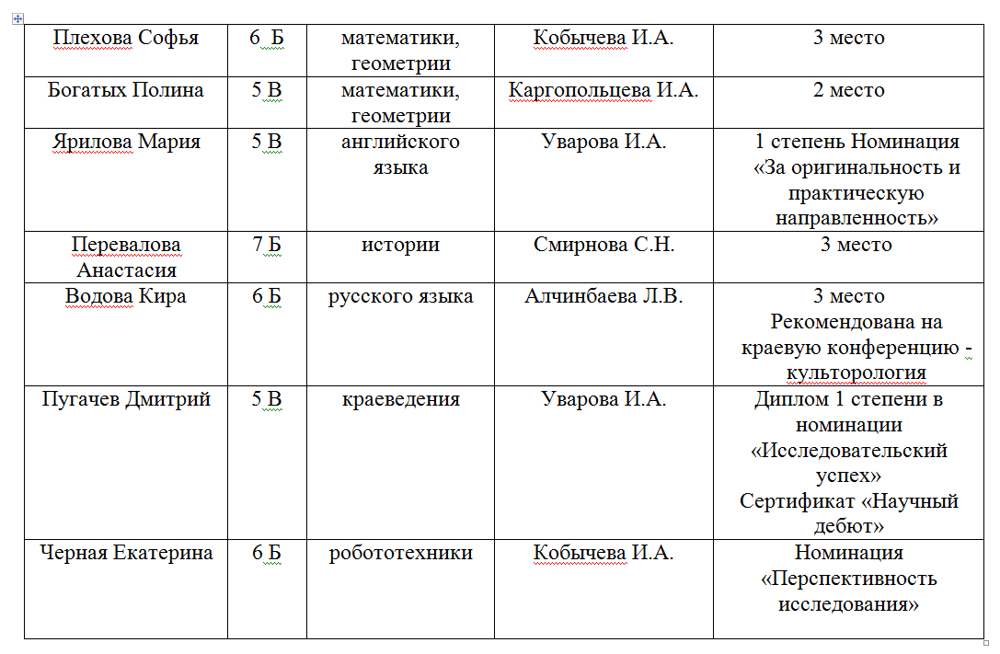 Плехова Софья 6 Б математики, Кобычева И.А. 3 место
геометрии
Богатых Полина 5 В математики, Каргопольцева И.А. 2 место
геометрии
Ярилова Мария 5 В английского Уварова И.А. 1 степень Номинация
языка «За оригинальность и
практическую
направленность»
Перевалова 7 Б истории Смирнова С.Н. 3 место
Анастасия
Водова Кира 6 Б русского языка Алчинбаева Л.В. 3 место
Рекомендована на
краевую конференцию -
культорология
Пугачев Дмитрий 5 В краеведения Уварова И.А. Диплом 1 степени в
номинации
«Исследовательский
успех»
Сертификат «Научный
дебют»
Черная Екатерина 6 Б робототехники Кобычева И.А. Номинация
«Перспективность
исследования»